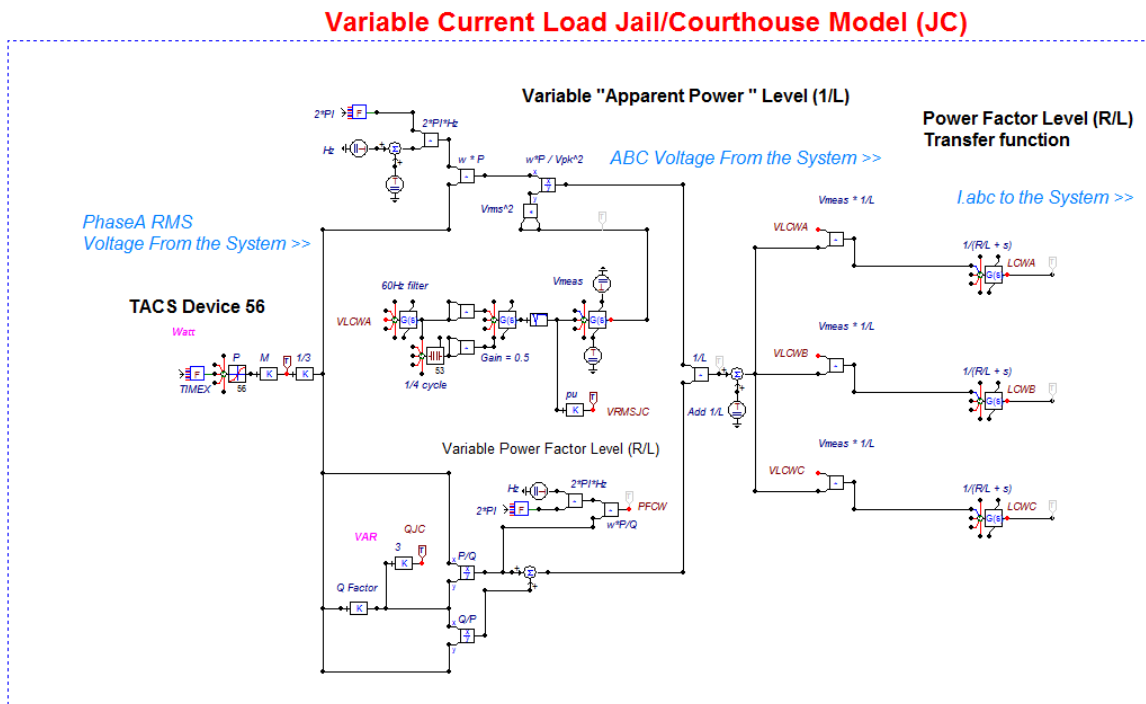 Variable Current Load Jail/Courthouse Model (JC)
Variable "Apparent Power " Level (1/L)
Power Factor Level (R/L)
Transfer function
2*PI
F
2*PI*Hz
Hz
w * P
w*P / Vpk^2
x
y
ABC Voltage From the System >>
I.abc to the System >>
Vrms^2
PhaseA RMS
Voltage From the System >>
Vmeas * 1/L
VLCWA
1/(R/L + s)
G(s
LCWA
T
60Hz filter
Vmeas
VLCWA
G(s
G(s
G(s
Gain = 0.5
53
1/4 cycle
TACS Device 56
Watt
P
M
1/3
F
56
K
K
T
TIMEX
Vmeas * 1/L
VLCWB
1/(R/L + s)
G(s
LCWB
T
1/L
Add 1/L
pu
K
T
VRMSJC
Variable Power Factor Level (R/L)
Vmeas * 1/L
VLCWC
1/(R/L + s)
G(s
LCWC
T
Hz
2*PI*Hz
2*PI
F
T
PFCW
w*P/Q
VAR
QJC
3
K
T
P/Q
x
y
Q Factor
K
Q/P
x
y